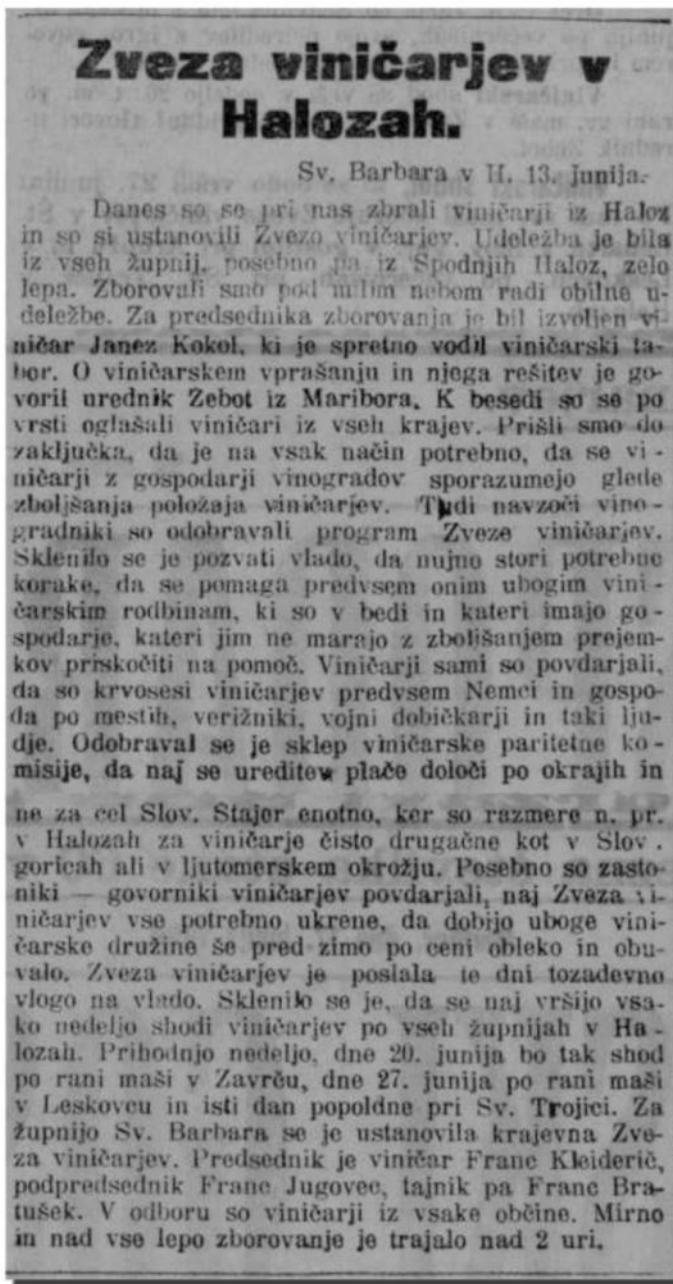 Zveza viničarjev v
Halozah.
Sv. Barbara v H. 13. junija.
Danes so se pri nas zbrali viničarji iz Haloz
in so si ustanovili Zvezo viničarjev. Udeležba je bila
iz vseh župnij, posebno pa iz Spodnjih Haloz, zelo
lepa. Zborovali smo pod milim nebom radi obilne u-
deležbe. Za predsednika zborovanja je bil izvoljen vi-
ničar Janez Kokol, ki je spretno vodil viničarski ta-
bor. O viničarskem vprašanju in njega rešitev je go-
voril urednik Žebot iz Maribora. K besedi so se po
vrsti oglašali viničari iz vseh krajev. Prišli smo do
zaključka, da je na vsak način potrebno, da se vi-
ničarji z gospodarji vinogradov sporazumejo glede
zboljšanja položaja viničarjev. Tudi navzoči vino-
gradniki so odobravali program Zveze viničarjev.
Sklenilo se je pozvati vlado, da nujno stori potrebne
korake, da se pomaga predvsem onim ubogim vini-
čarskim rodbinam, ki so v bedi in kateri imajo go-
spodarje, kateri jim ne marajo z zboljšanjem prejem-
kov priskočiti na pomoč. Viničarji sami so povdarjali,
da so krvosesi viničarjev predvsem Nemci in gospo-
da po mestih, verižniki, vojni dobičkarji in taki lju-
dje. Odobraval se je sklep viničarske paritetne ko-
misije, da naj se ureditev plače določi po okrajih in
ne za cel Slov. Štajer enotno, ker so razmere n. pr.
v Halozah za viničarje čisto drugačne kot v Slov.
goricah ali v ljutomerskem okrožju. Posebno so zasto-
niki — govorniki viničarjev povdarjali, naj Zveza vi-
ničarjev vse potrebno ukrene, da dobijo uboge vini-
čarske družine še pred zimo po ceni obleko in obu-
valo. Zveza viničarjev je poslala te dni tozadevno
vlogo na vlado. Sklenilo se je, da se naj vršijo vsa-
ko nedeljo shodi viničarjev po vseh župnijah v Ha-
lozah. Prihodnjo nedeljo, dne 20. junija bo tak shod
po rani maši v Zavrču, dne 27. junija po rani maši
v Leskovcu in isti dan popoldne pri Sv. Trojici. Za
župnijo Sv. Barbara se je ustanovila krajevna Zve-
za viničarjev. Predsednik je viničar Franc Kleiderič,
podpredsednik Franc Jugovec, tajnik pa Franc Bra-
tušek. V odboru so viničarji iz vsake občine. Mirno
in nad vse lepo zborovanje je trajalo nad 2 uri.